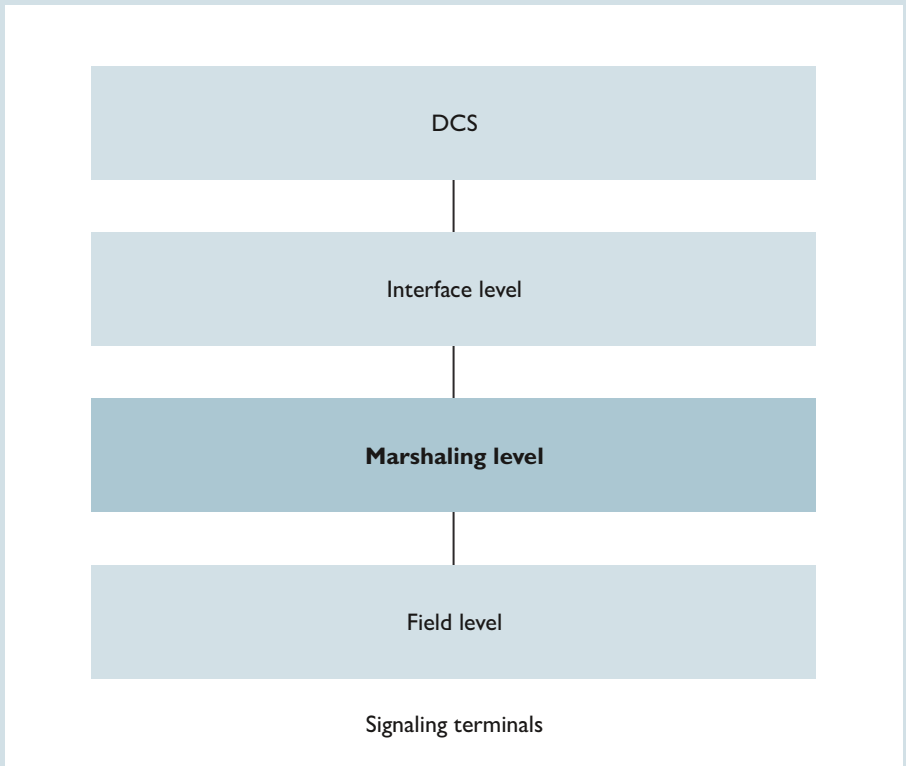 DCS
Interface level
Marshaling level
Field level
Signaling terminals